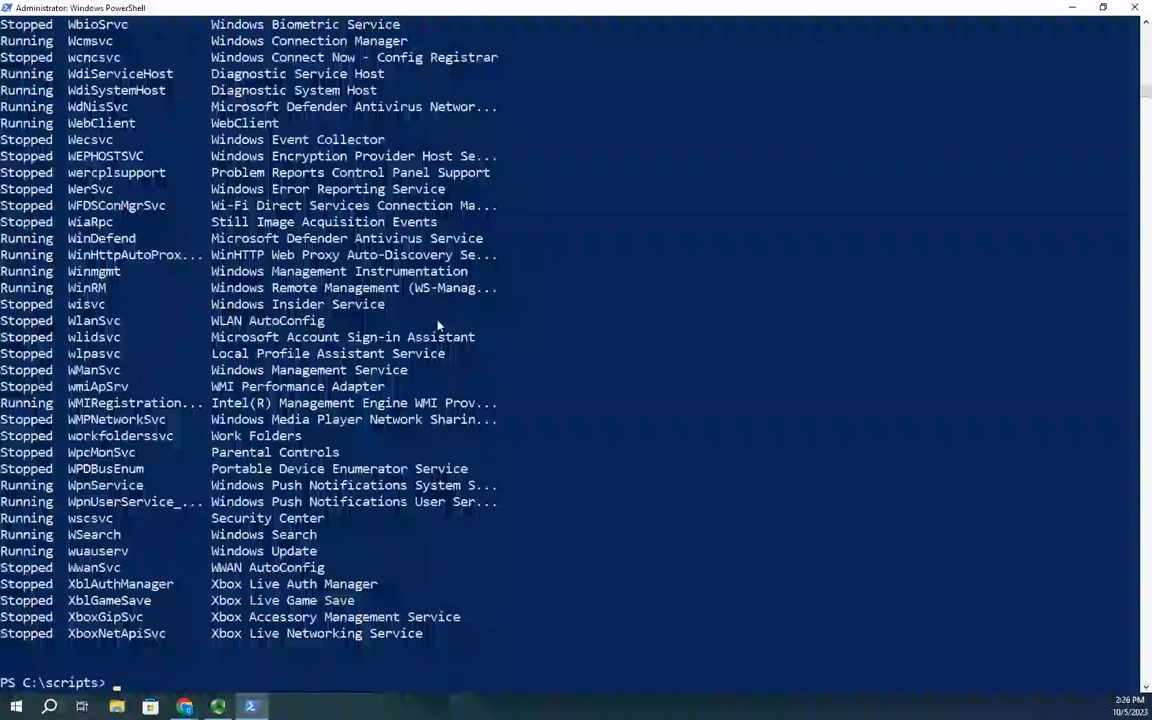 Administrator: Windows PowerShell
Stopped WbioSrvc Windows Biometric Service
Running Wcmsvc Windows Connection Manager
Stopped wcncsvc Windows Connect Now - Config Registrar
Running WdiServiceHost Diagnostic Service Host
Running WdiSystemHost Diagnostic System Host
Running WdNisSvc Microsoft Defender Antivirus Networ...
Running WebClient WebClient
Stopped Wecsvc Windows Event Collector
Stopped WEPHOSTSVC Windows Encryption Provider Host Se...
Stopped wercplsupport Problem Reports Control Panel Support
Stopped WerSvc Windows Error Reporting Service
Stopped WFDSConMgrSvc Wi-Fi Direct Services Connection Ma...
Stopped WiaRpc Still Image Acquisition Events
Running WinDefend Microsoft Defender Antivirus Service
Running WinHttpAutoProx... WinHTTP Web Proxy Auto-Discovery Se...
Running Winmgmt Windows Management Instrumentation
Running WinRM Windows Remote Management (WS-Manag...
Stopped wisvc Windows Insider Service
Stopped WlanSvc WLAN AutoConfig
Stopped wlidsvc Microsoft Account Sign-in Assistant
Stopped wlpasvc Local Profile Assistant Service
Stopped WManSvc Windows Management Service
Stopped wmiApSrv WMI Performance Adapter
Running WMIRegistration... Intel(R) Management Engine WMI Prov...
Stopped WMPNetworkSvc Windows Media Player Network Sharin...
Stopped workfolderssvc Work Folders
Stopped WpcMonSvc Parental Controls
Stopped WPDBusEnum Portable Device Enumerator Service
Running WpnService Windows Push Notifications System S...
Running WpnUserService_... Windows Push Notifications User Ser...
Running wscsvc Security Center
Running WSearch Windows Search
Running wuauserv Windows Update
Stopped WwanSvc WWAN AutoConfig
Stopped XblAuthManager Xbox Live Auth Manager
Stopped XblGameSave Xbox Live Game Save
Stopped XboxGipSvc Xbox Accessory Management Service
Stopped XboxNetApiSvc Xbox Live Networking Service
PS C:\scripts> _
2:26 PM
10/5/2023